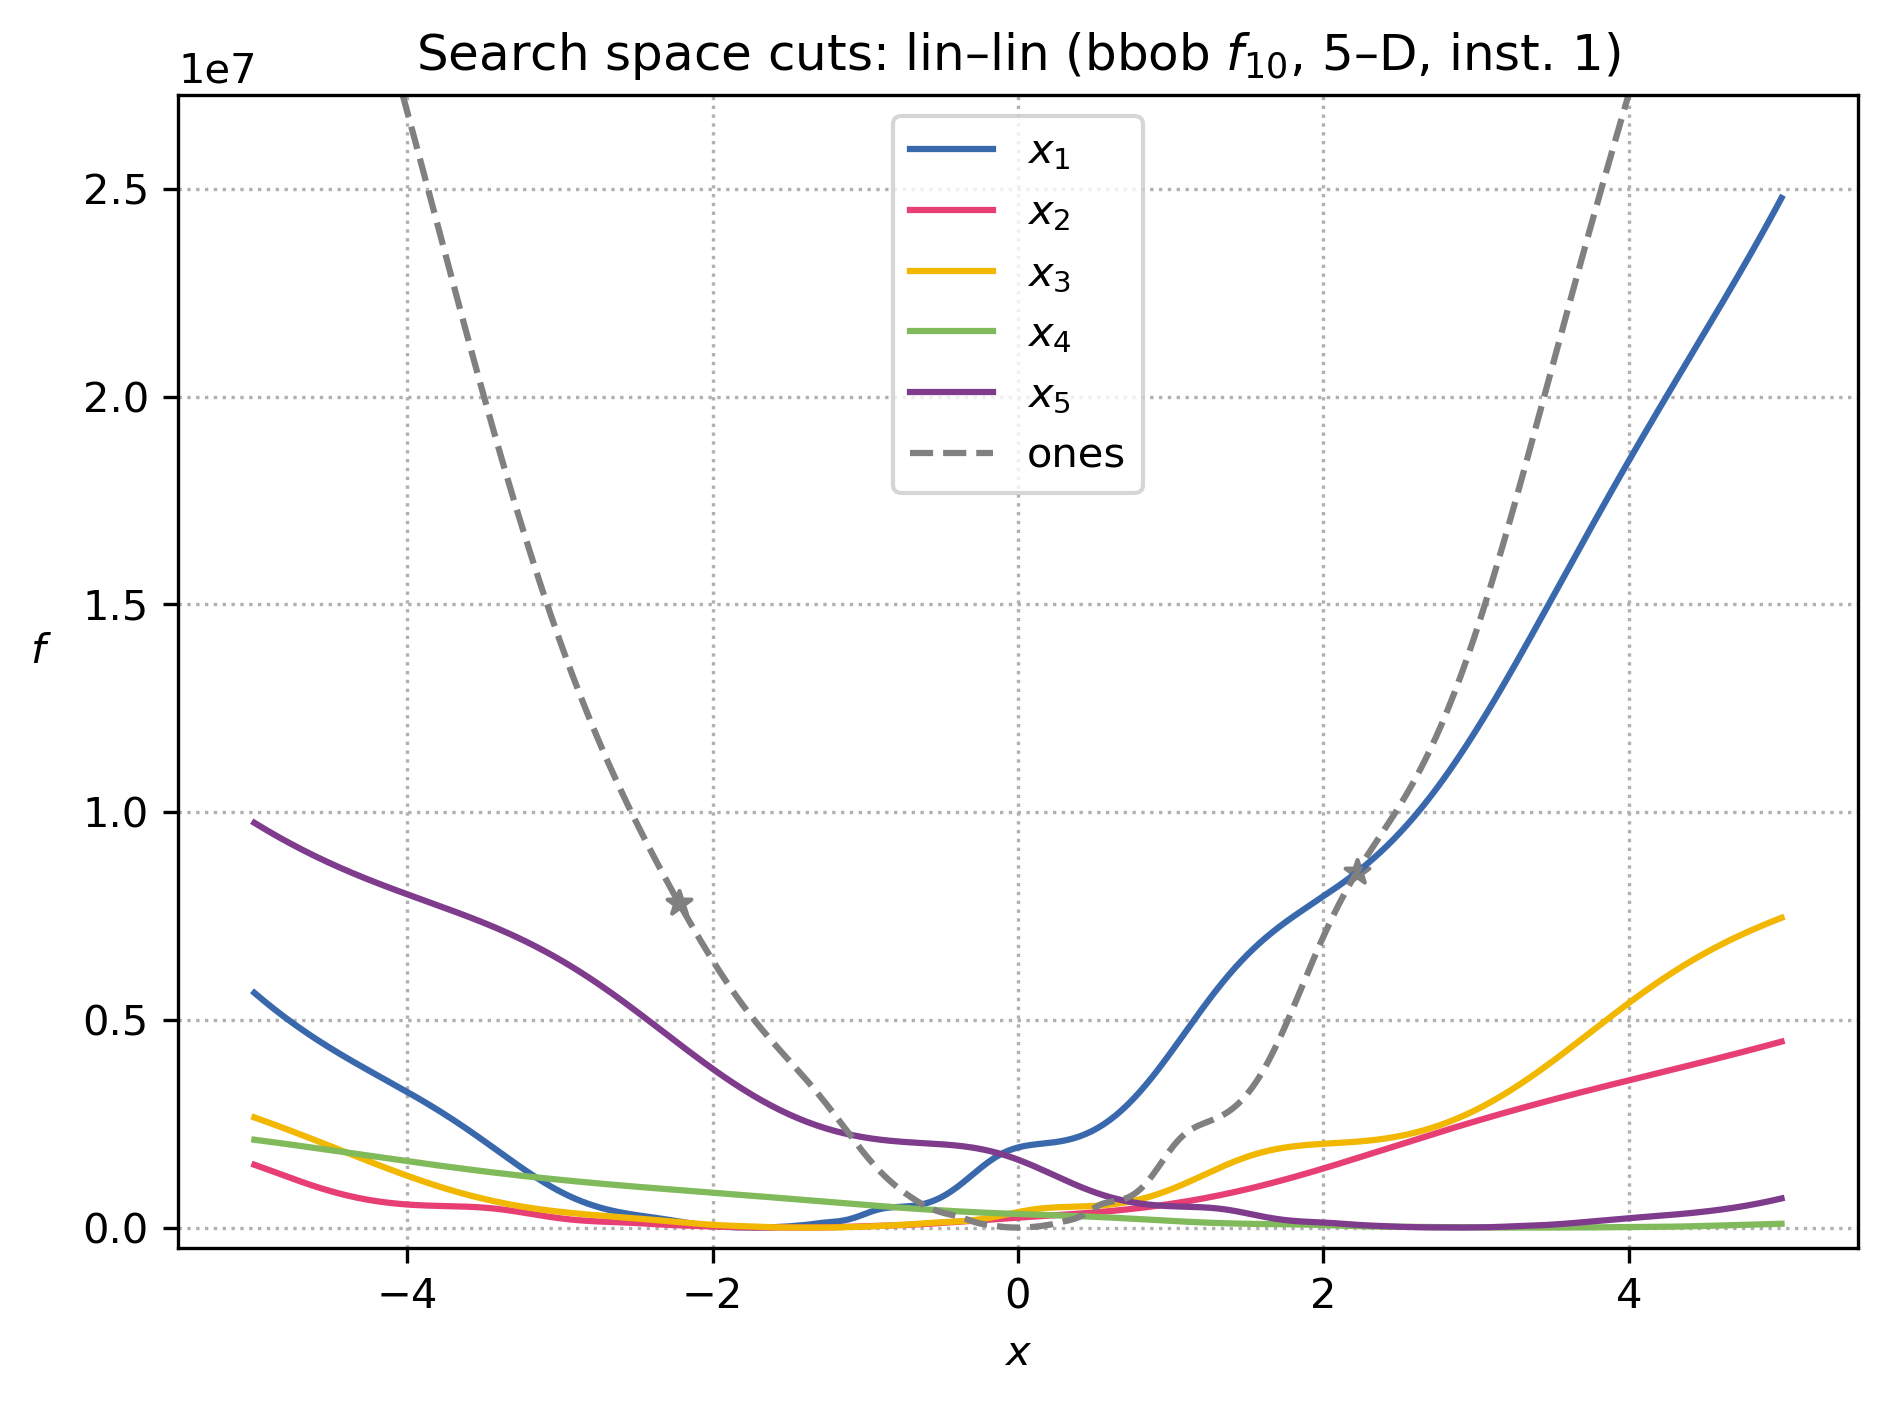 Search space cuts: lin–lin (bbob f10, 5–D, inst. 1)
1e7
x1
x2
x3
x4
x5
ones
2.5
2.0
1.5
1.0
0.5
0.0
f
−4 −2 0 2 4
x